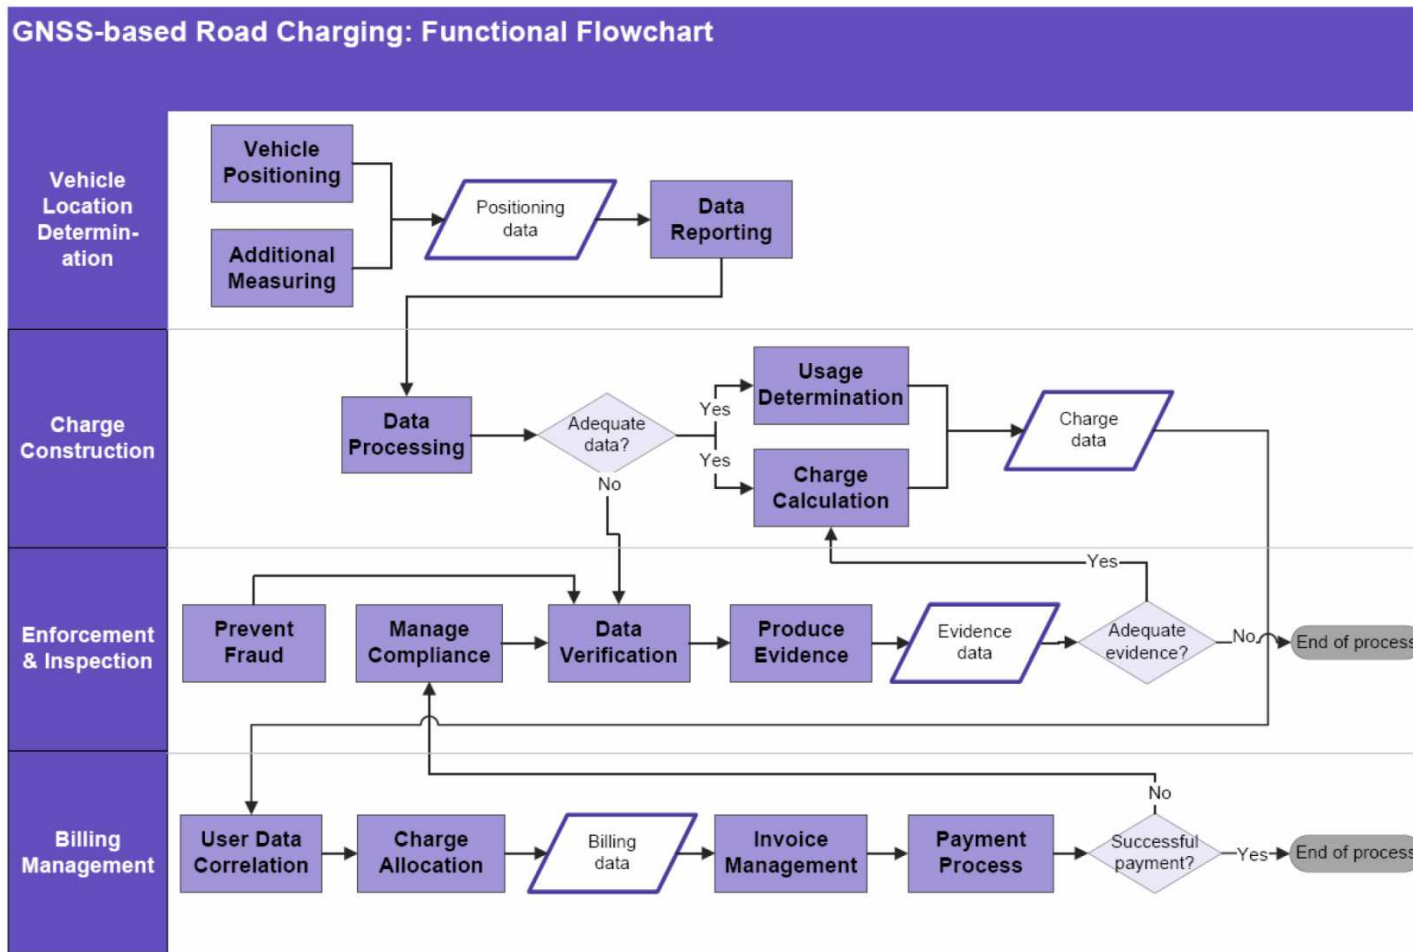 GNSS-based Road Charging: Functional Flowchart
Vehicle
Location
Determin-
ation
Vehicle
Positioning
Additional
Measuring
Positioning
data
Data
Reporting
Charge
Construction
Data
Processing
Adequate
data?
Yes
Yes
No
Usage
Determination
Charge
Calculation
Charge
data
Enforcement
& Inspection
Prevent
Fraud
Manage
Compliance
Data
Verification
Produce
Evidence
Evidence
data
Adequate
evidence?
Yes
No
End of process
Billing
Management
User Data
Correlation
Charge
Allocation
Billing
data
Invoice
Management
Payment
Process
Successful
payment?
No
Yes
End of process